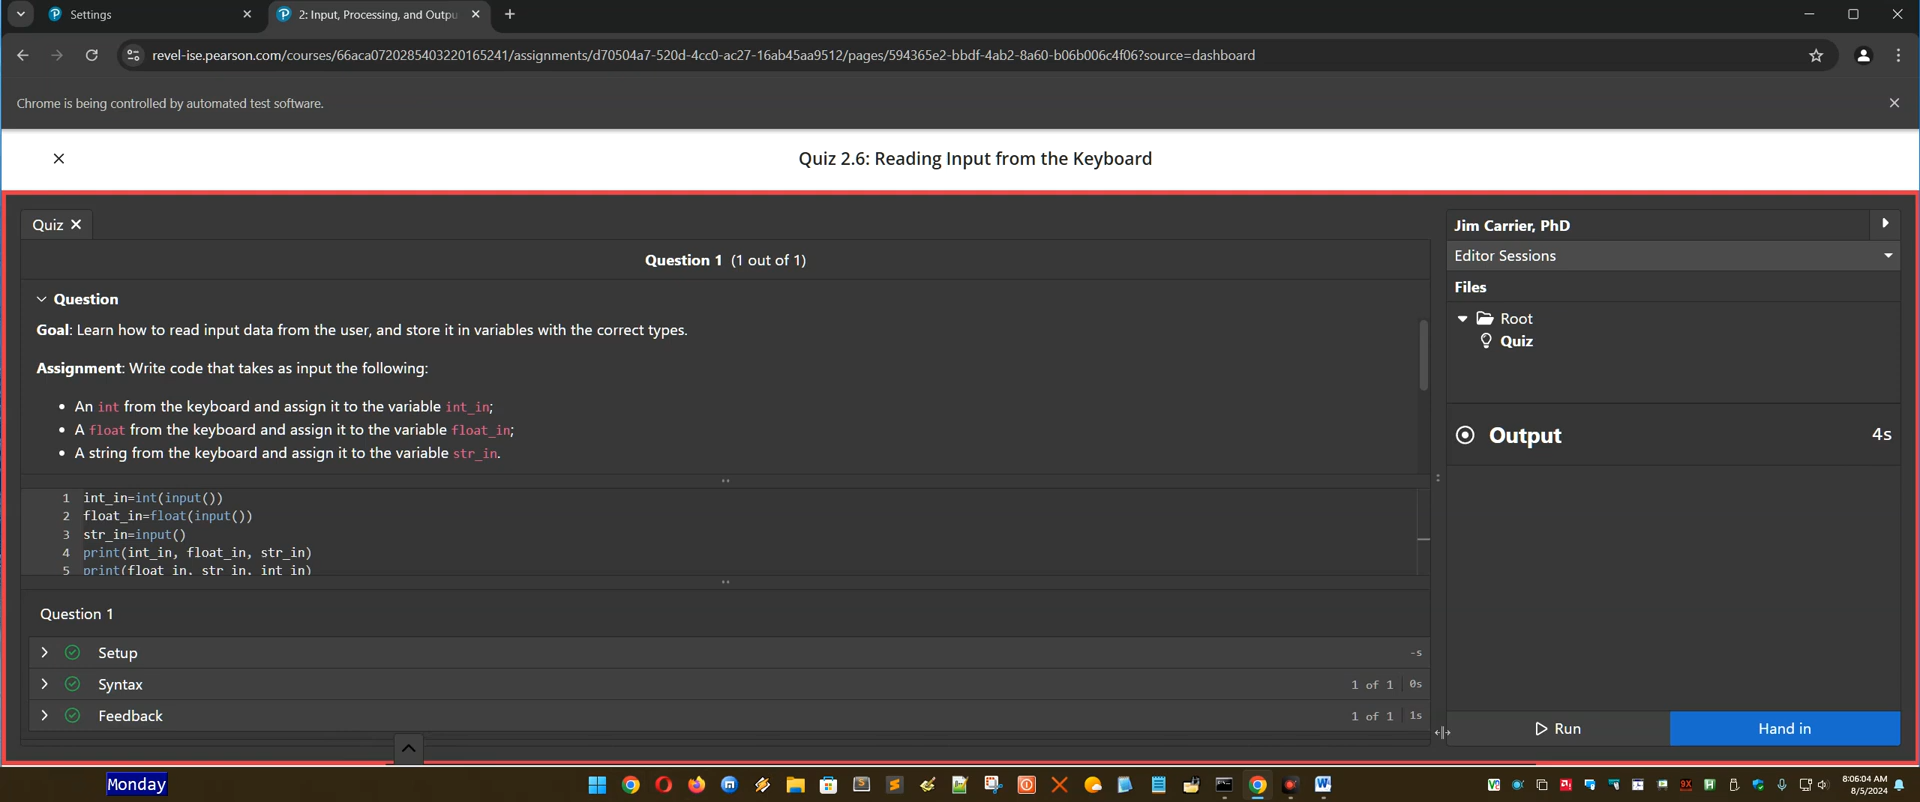 Settings
2: Input, Processing, and Outpu
revel-ise.pearson.com/courses/66aca0720285403220165241/assignments/d70504a7-520d-4cc0-ac27-16ab45aa9512/pages/594365e2-bbdf-4ab2-8a60-b06b006c4f06?source=dashboard
Chrome is being controlled by automated test software.
Quiz 2.6: Reading Input from the Keyboard
Quiz
Jim Carrier, PhD
Question 1 (1 out of 1)
Editor Sessions
Files
Question
Goal: Learn how to read input data from the user, and store it in variables with the correct types.
Root
Quiz
Assignment: Write code that takes as input the following:
• An int from the keyboard and assign it to the variable int_in;
• A float from the keyboard and assign it to the variable float_in;
• A string from the keyboard and assign it to the variable str_in.
Output 4s
1 int_in=int(input())
2 float_in=float(input())
3 str_in=input()
4 print(int_in, float_in, str_in)
5 print(float_in, str_in, int_in)
Question 1
Setup -s
Syntax 1 of 1 0s
Feedback 1 of 1 1s
Run
Hand in
Monday
8:06:04 AM
8/5/2024